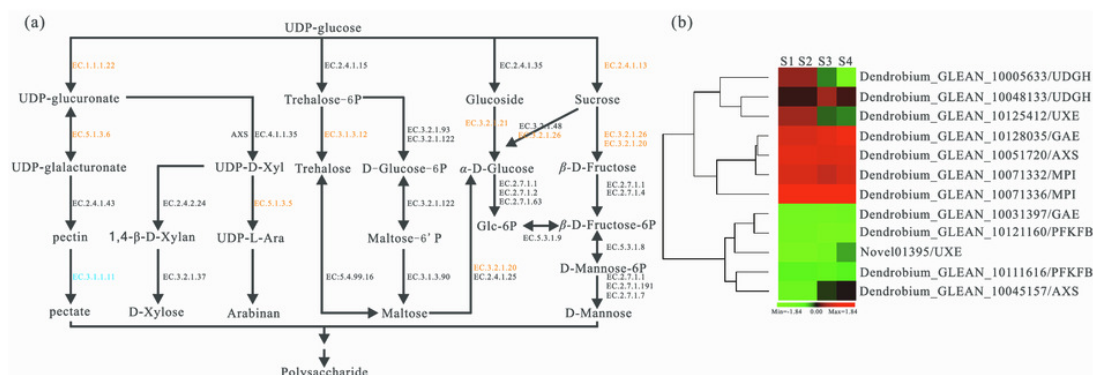 (a)
UDP-glucose
EC.1.1.1.22
EC.2.4.1.15
EC.2.4.1.35
EC.2.4.1.13
UDP-glucuronate
Trehalose-6P
Glucoside
Sucrose
EC.5.1.3.6
AXS
EC.4.1.1.35
EC.3.1.3.12
EC.3.2.1.93
EC.3.2.1.122
EC.3.2.1.21
EC.3.2.1.48
EC.3.2.1.26
EC.3.2.1.26
EC.3.2.1.20
UDP-glalacturonate
UDP-D-Xyl
Trehalose
D-Glucose-6P
α-D-Glucose
β-D-Fructose
EC.2.4.1.43
EC.2.4.2.24
EC.5.1.3.5
EC.3.2.1.122
EC.2.7.1.1
EC.2.7.1.2
EC.2.7.1.63
EC.2.7.1.1
EC.2.7.1.4
pectin
1,4-β-D-Xylan
UDP-L-Ara
Maltose-6'P
Glc-6P
EC.5.3.1.9
β-D-Fructose-6P
EC.5.3.1.8
D-Mannose-6P
EC.3.1.1.11
EC.3.2.1.37
EC.5.4.99.16
EC.3.1.3.90
EC.3.2.1.20
EC.2.4.1.25
EC.2.7.1.1
EC.2.7.1.191
EC.2.7.1.7
pectate
D-Xylose
Arabinan
Maltose
D-Mannose
Polysaccharide
(b)
S1 S2 S3 S4
Dendrobium_GLEAN_10005633/UDGH
Dendrobium_GLEAN_10048133/UDGH
Dendrobium_GLEAN_10125412/UXE
Dendrobium_GLEAN_10128035/GAE
Dendrobium_GLEAN_10051720/AXS
Dendrobium_GLEAN_10071332/MPI
Dendrobium_GLEAN_10071336/MPI
Dendrobium_GLEAN_10031397/GAE
Dendrobium_GLEAN_10121160/PFKFB
Novel01395/UXE
Dendrobium_GLEAN_10111616/PFKFB
Dendrobium_GLEAN_10045157/AXS
Min=-1.84 0.00 Max=1.84